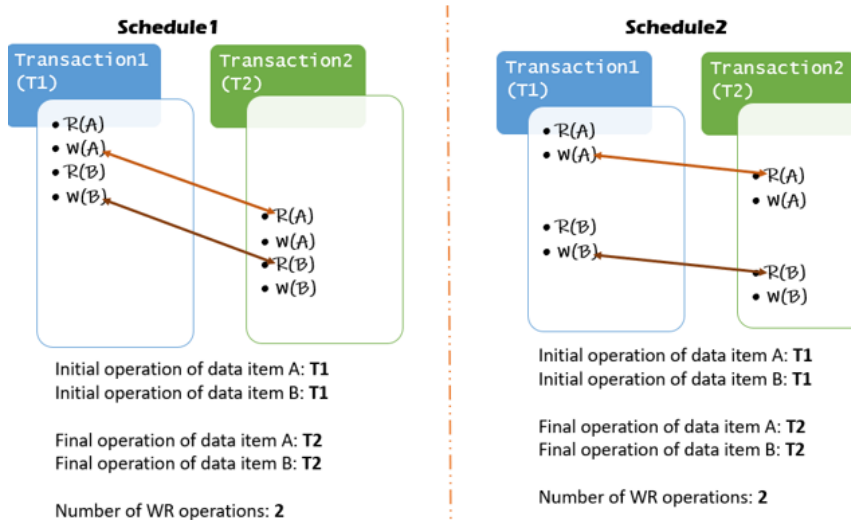 Schedule1
Transaction1
(T1)
Transaction2
(T2)
• R(A)
• W(A)
• R(B)
• W(B)
• R(A)
• W(A)
• R(B)
• W(B)
Initial operation of data item A: T1
Initial operation of data item B: T1
Final operation of data item A: T2
Final operation of data item B: T2
Number of WR operations: 2
Schedule2
Transaction1
(T1)
Transaction2
(T2)
• R(A)
• W(A)
• R(A)
• W(A)
• R(B)
• W(B)
• R(B)
• W(B)
Initial operation of data item A: T1
Initial operation of data item B: T1
Final operation of data item A: T2
Final operation of data item B: T2
Number of WR operations: 2